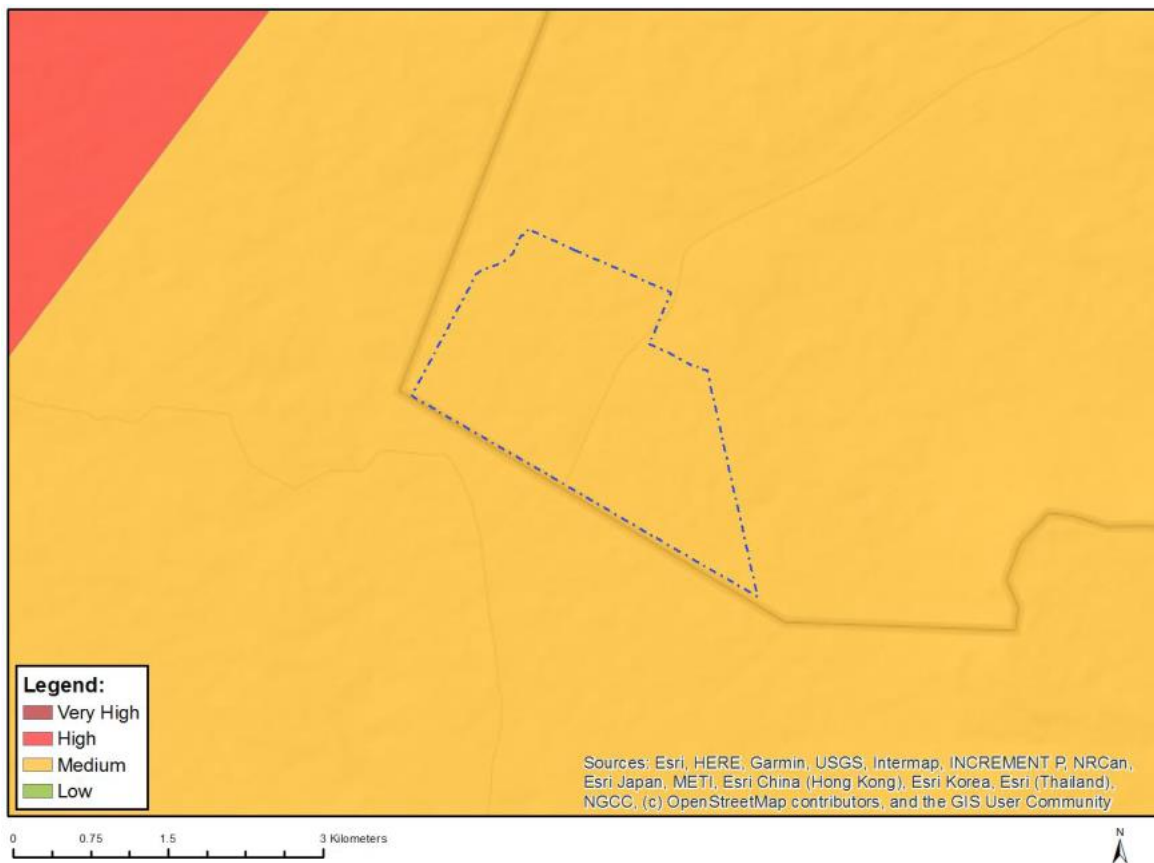 Legend:
Very High
High
Medium
Low
Sources: Esri, HERE, Garmin, USGS, Intermap, INCREMENT P, NRCan,
Esri Japan, METI, Esri China (Hong Kong), Esri Korea, Esri (Thailand),
NGCC, (c) OpenStreetMap contributors, and the GIS User Community
0 0.75 1.5 3 Kilometers
N